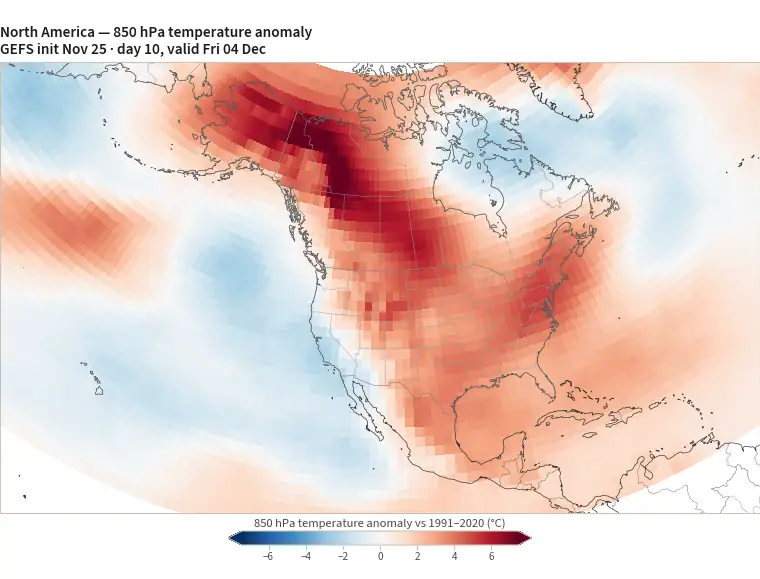 North America — 850 hPa temperature anomaly
GEFS init Nov 25 · day 10, valid Fri 04 Dec
850 hPa temperature anomaly vs 1991–2020 (°C)
−6 −4 −2 0 2 4 6